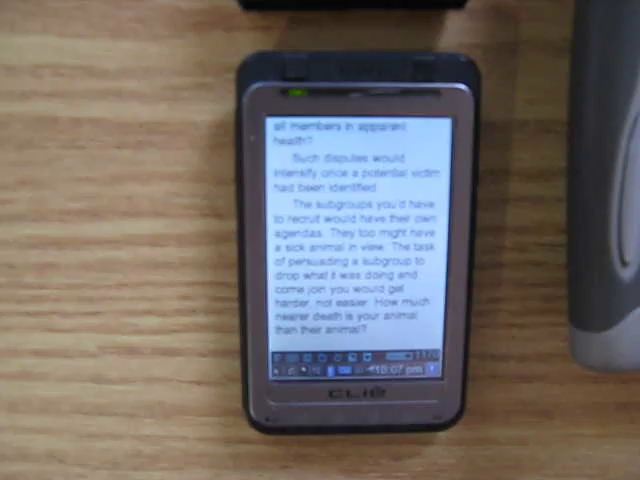 all members in apparent
health?
Such disputes would
intensify once a potential victim
had been identified.
The subgroups you'd have
to recruit would have their own
agendas. They too might have
a sick animal in view. The task
of persuading a subgroup to
drop what it was doing and
come join you would get
harder, not easier. How much
nearer death is your animal
than their animal?
10:07 pm
CLIE